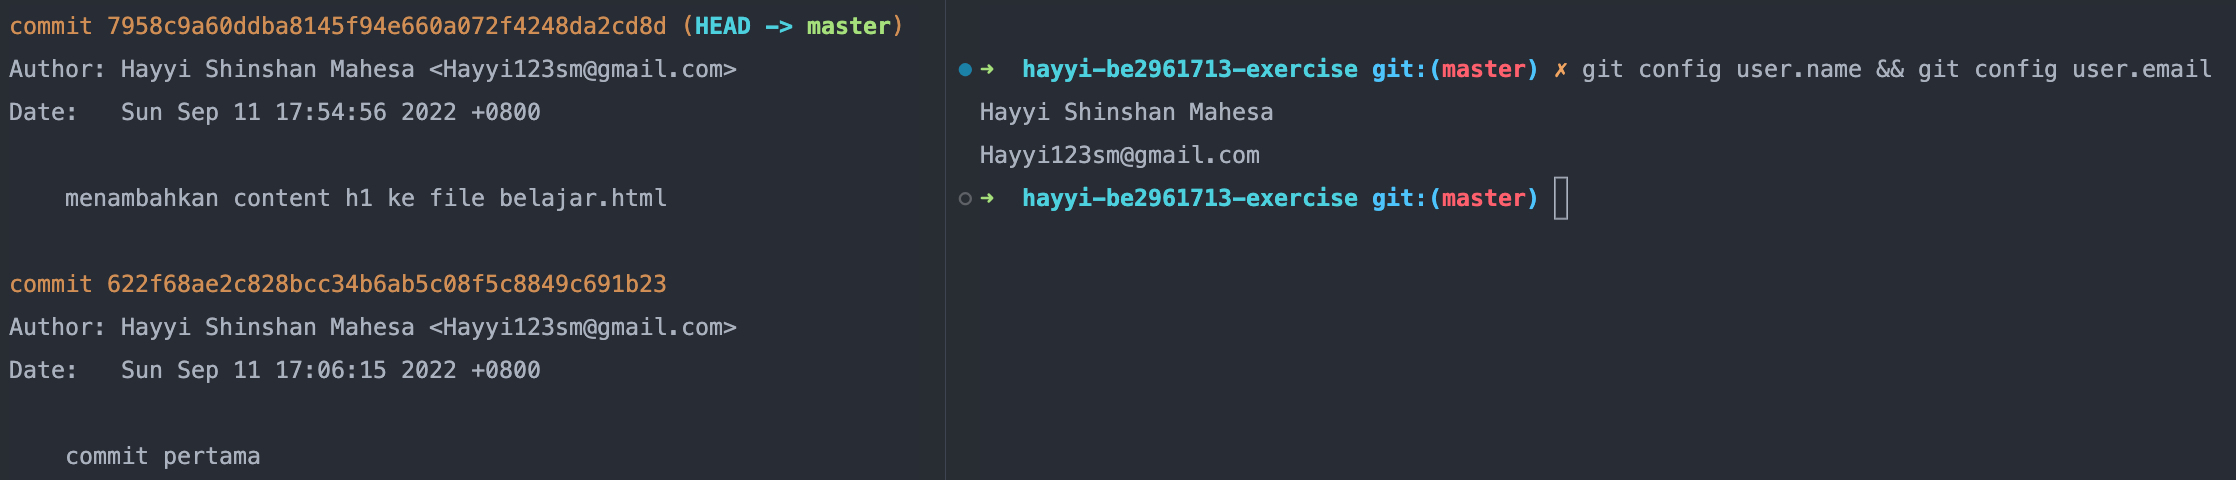 commit 7958c9a60ddba8145f94e660a072f4248da2cd8d (HEAD -> master)
Author: Hayyi Shinshan Mahesa <Hayyi123sm@gmail.com>
Date:   Sun Sep 11 17:54:56 2022 +0800
menambahkan content h1 ke file belajar.html
commit 622f68ae2c828bcc34b6ab5c08f5c8849c691b23
Author: Hayyi Shinshan Mahesa <Hayyi123sm@gmail.com>
Date:   Sun Sep 11 17:06:15 2022 +0800
commit pertama
➜  hayyi-be2961713-exercise git:(master) ✗ git config user.name && git config user.email
Hayyi Shinshan Mahesa
Hayyi123sm@gmail.com
➜  hayyi-be2961713-exercise git:(master)